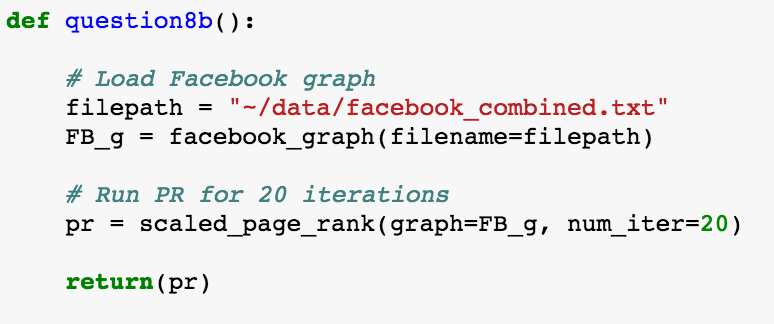 def question8b():
# Load Facebook graph
filepath = "~/data/facebook_combined.txt"
FB_g = facebook_graph(filename=filepath)
# Run PR for 20 iterations
pr = scaled_page_rank(graph=FB_g, num_iter=20)
return(pr)